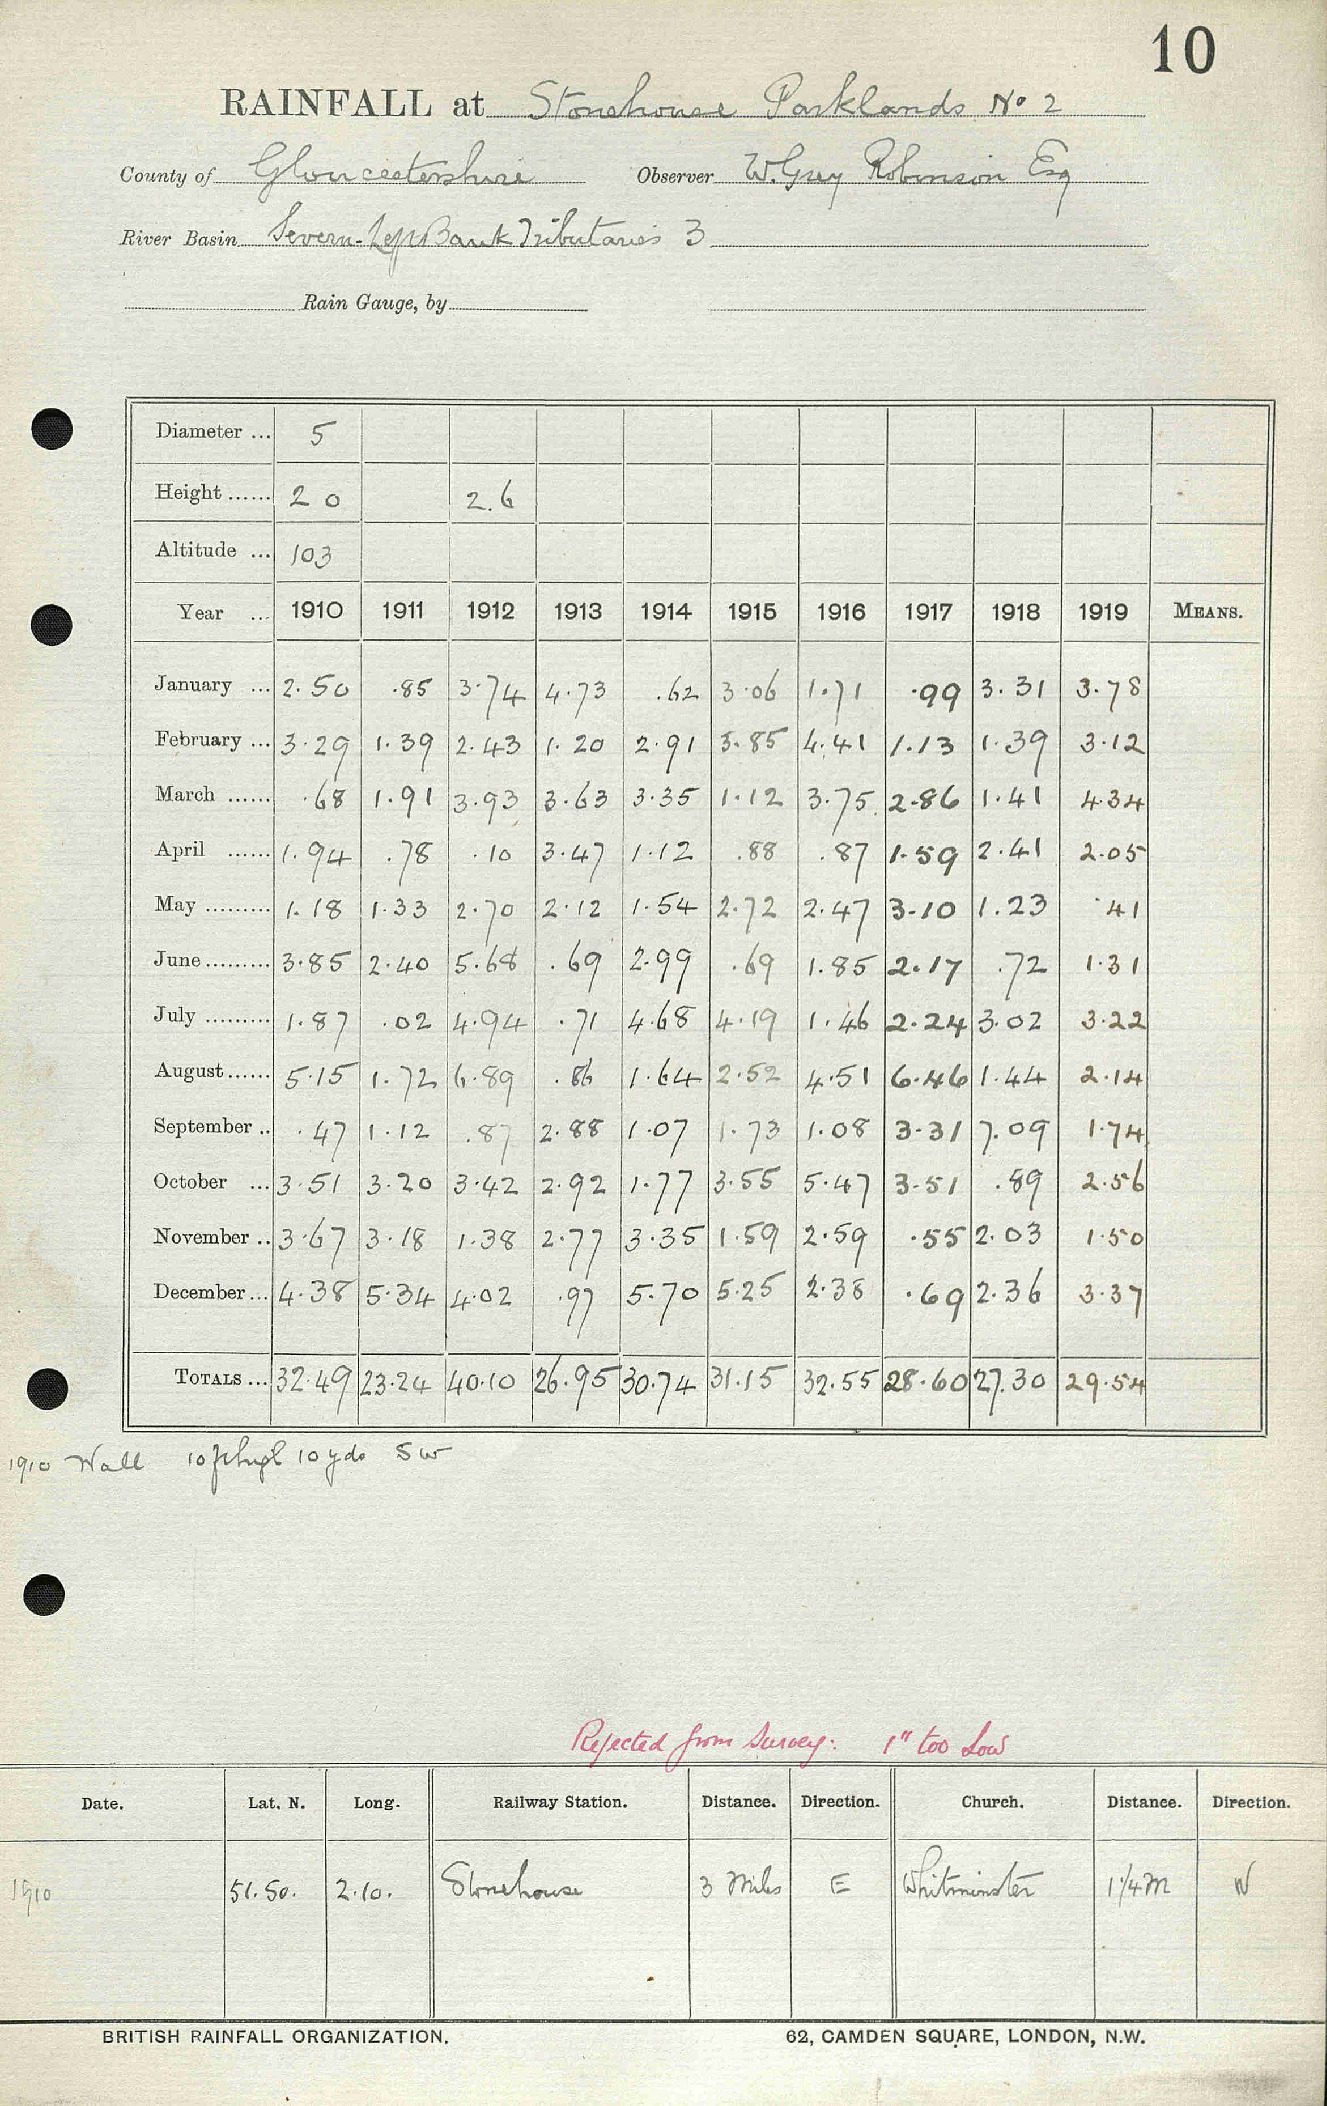 10
RAINFALL at Stonehouse Parklands No 2
County of Gloucestershire Observer W. Grey Robinson Esq
River Basin Severn-Left Bank Tributaries 3
Rain Gauge, by
Diameter ... 5
Height ...... 2 0 2.6
Altitude ... 103
Year ... 1910 1911 1912 1913 1914 1915 1916 1917 1918 1919 MEANS.
January ... 2.50 .85 3.74 4.73 .62 3.06 1.71 .99 3.31 3.78
February ... 3.29 1.39 2.43 1.20 2.91 3.85 4.41 1.13 1.39 3.12
March ...... .68 1.91 3.93 3.63 3.35 1.12 3.75 2.86 1.41 4.34
April ...... 1.94 .78 .10 3.47 1.12 .88 .87 1.59 2.41 2.05
May ......... 1.18 1.33 2.70 2.12 1.54 2.72 2.47 3.10 1.23 .41
June ......... 3.85 2.40 5.68 .69 2.99 .69 1.85 2.17 .72 1.31
July ......... 1.87 .02 4.94 .71 4.68 4.19 1.46 2.24 3.02 3.22
August ...... 5.15 1.72 6.89 .86 1.64 2.52 4.51 6.46 1.44 2.14
September .. .47 1.12 .87 2.88 1.07 1.73 1.08 3.31 7.09 1.74
October ... 3.51 3.20 3.42 2.92 1.77 3.55 5.47 3.51 .89 2.56
November .. 3.67 3.18 1.38 2.77 3.35 1.59 2.59 .55 2.03 1.50
December ... 4.38 5.34 4.02 .97 5.70 5.25 2.38 .69 2.36 3.37
TOTALS ... 32.49 23.24 40.10 26.95 30.74 31.15 32.55 28.60 27.30 29.54
1910 Wall 10 ft high 10 yds SW
Rejected from Survey: 1" too low
Date. Lat. N. Long. Railway Station. Distance. Direction. Church. Distance. Direction.
1910 51.50. 2.10. Stonehouse 3 Miles E Whitminster 1¼ M W
BRITISH RAINFALL ORGANIZATION. 62, CAMDEN SQUARE, LONDON, N.W.